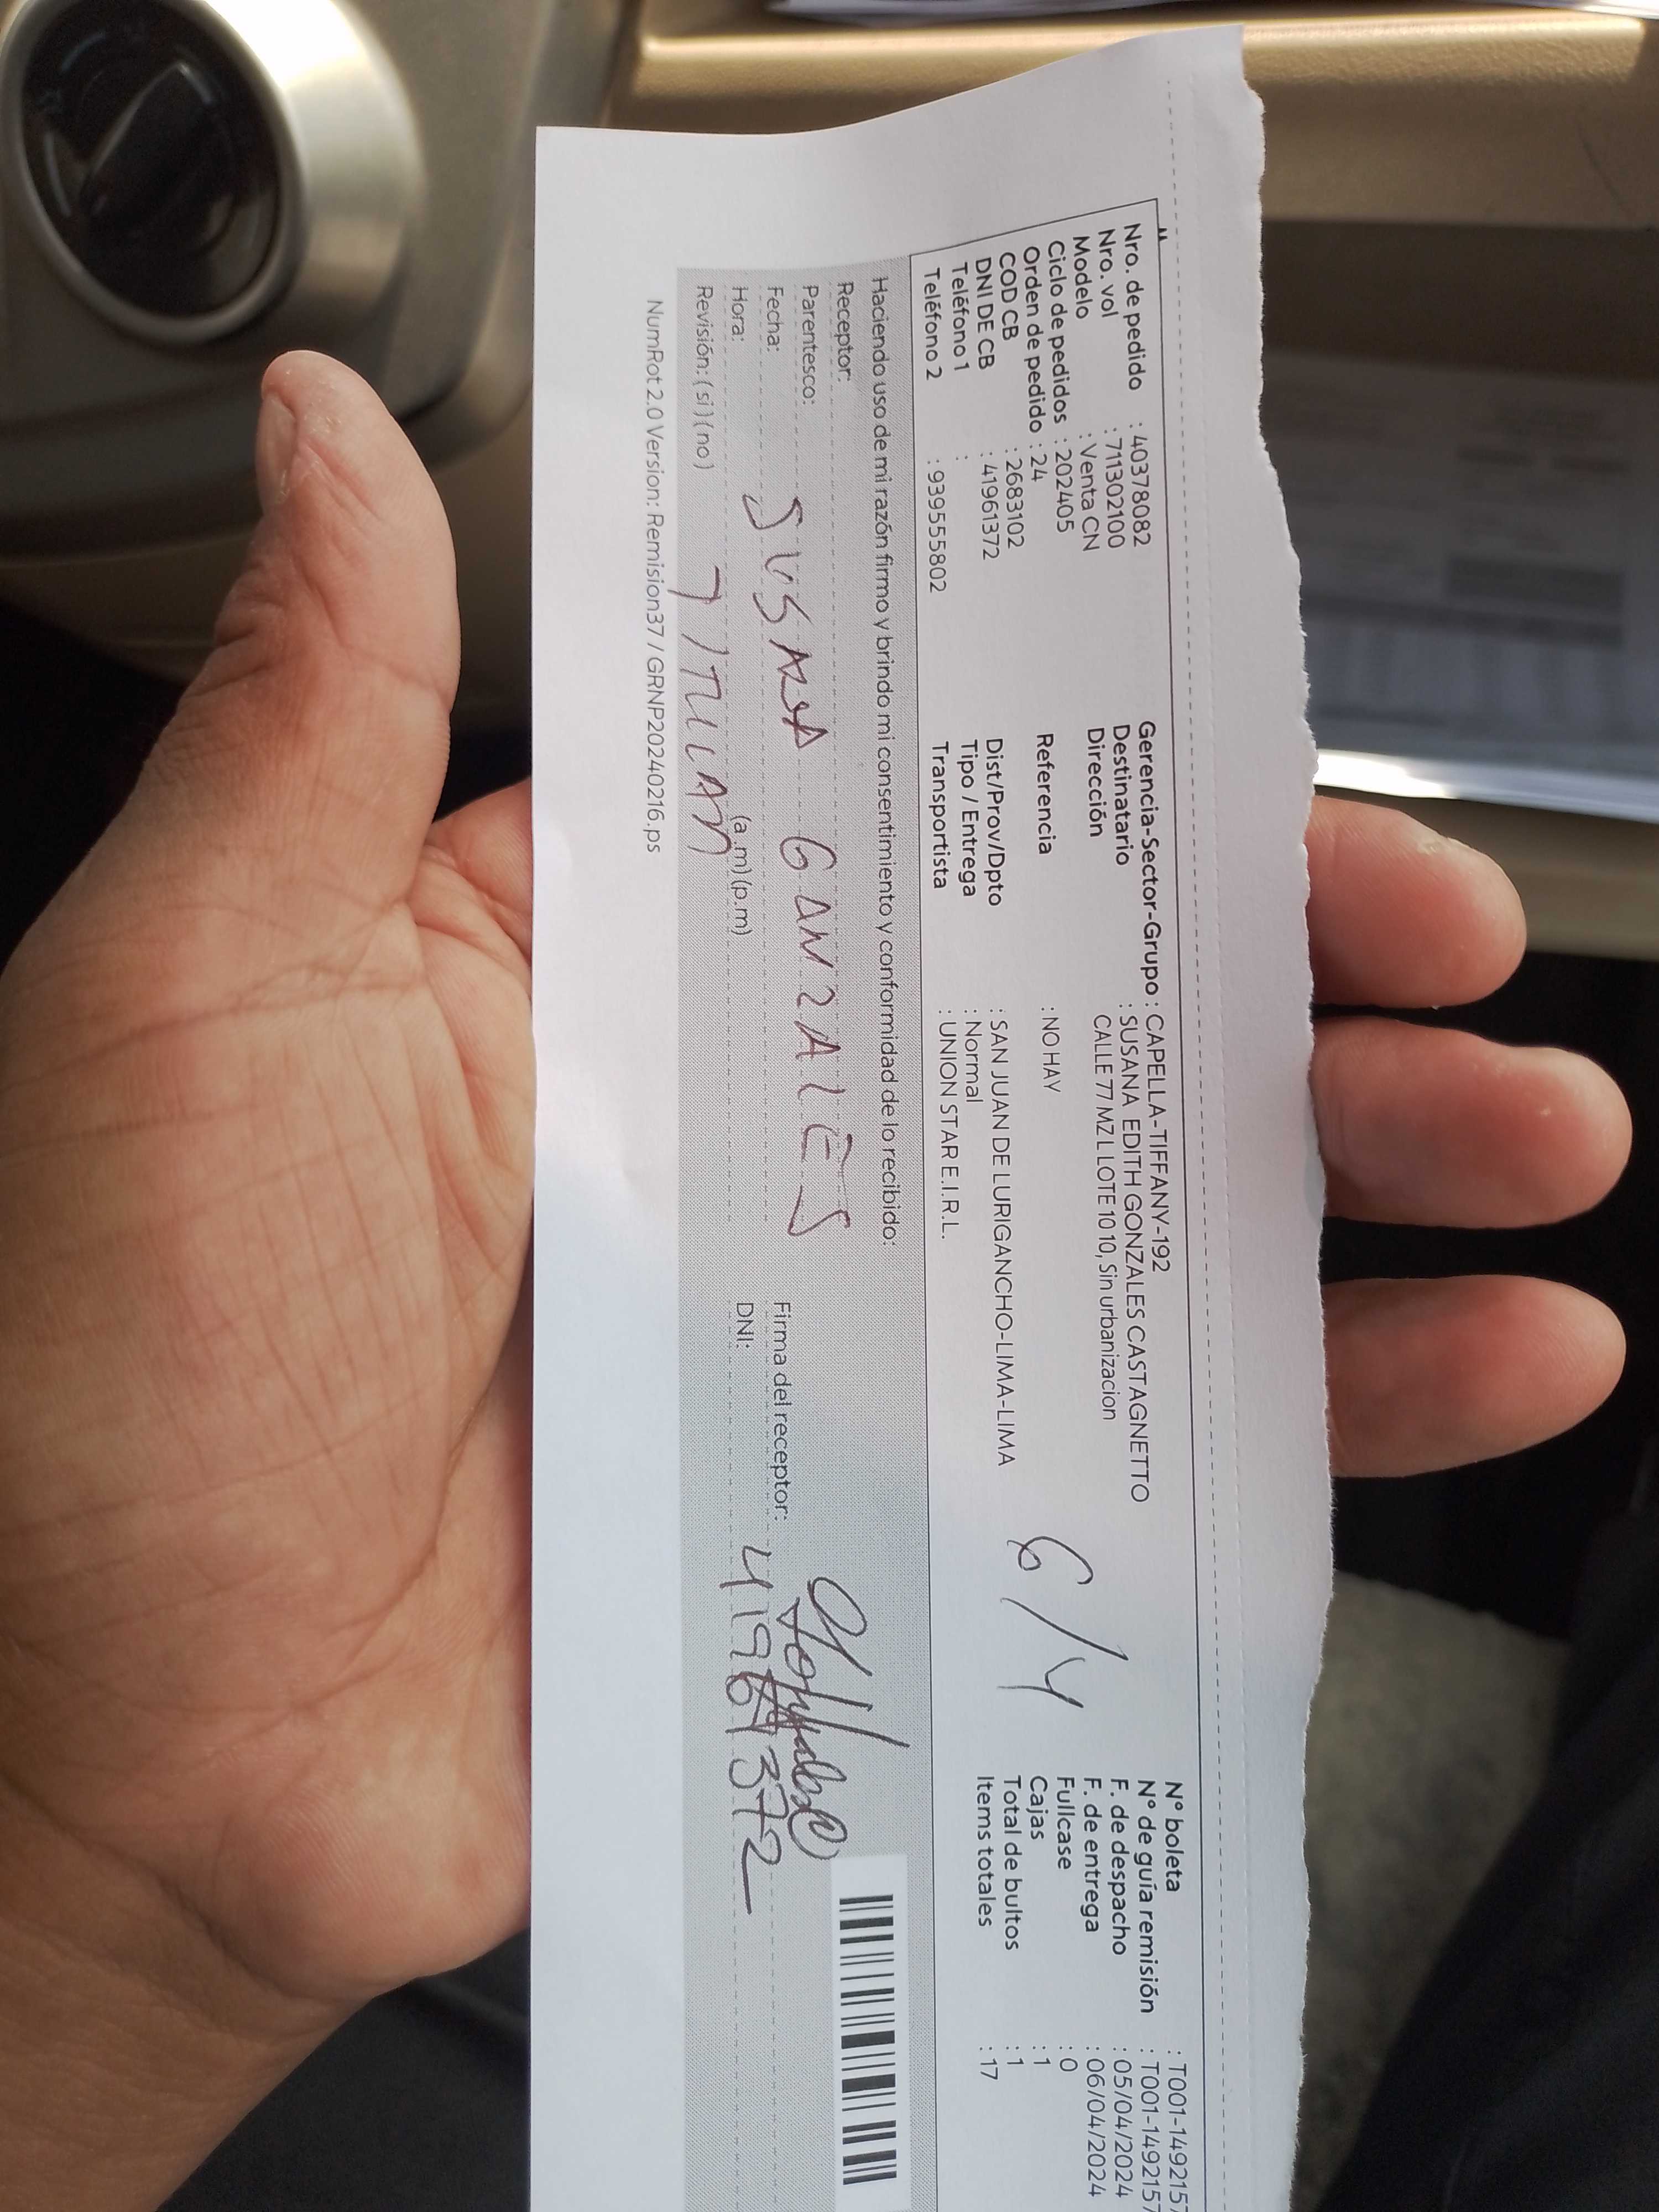 Nro. de pedido : 40378082
Nro. vol : 711302100
Modelo : Venta CN
Ciclo de pedidos : 202405
Orden de pedido : 24
COD CB : 2683102
DNI DE CB : 41961372
Teléfono 1 :
Teléfono 2 : 939555802
Gerencia-Sector-Grupo : CAPELLA-TIFFANY-192
Destinatario : SUSANA EDITH GONZALES CASTAGNETTO
Dirección CALLE 77 MZ L LOTE 10 10, Sin urbanizacion
Referencia : NO HAY
Dist/Prov/Dpto : SAN JUAN DE LURIGANCHO-LIMA-LIMA
Tipo / Entrega : Normal
Transportista : UNION STAR E.I.R.L.
6/4
N° boleta : T001-1492157
N° de guía remisión : T001-1492157
F. de despacho : 05/04/2024
F. de entrega : 06/04/2024
Fullcase : 0
Cajas : 1
Total de bultos : 1
Items totales : 17
Haciendo uso de mi razón firmo y brindo mi consentimiento y conformidad de lo recibido:
Receptor:
Parentesco:
SUSANA GANZALES
Fecha:
Hora: (a.m)(p.m)
Revisión: (si) (no)
Firma del receptor:
DNI: 41961372
NumRot 2.0 Version: Remision37 / GRNP20240216.ps